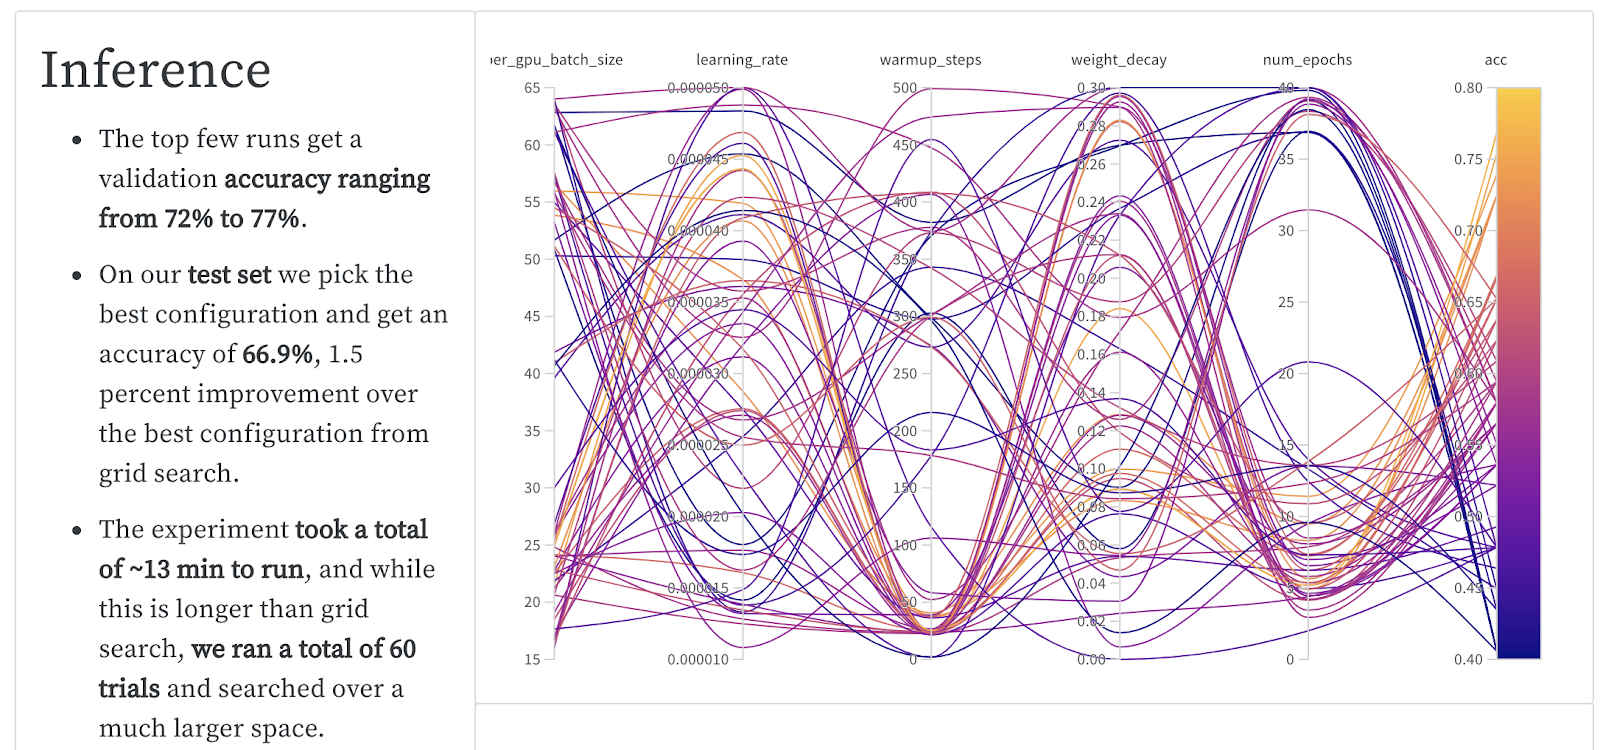 Inference
The top few runs get a
validation accuracy ranging
from 72% to 77%.
On our test set we pick the
best configuration and get an
accuracy of 66.9%, 1.5
percent improvement over
the best configuration from
grid search.
The experiment took a total
of ~13 min to run, and while
this is longer than grid
search, we ran a total of 60
trials and searched over a
much larger space.
er_gpu_batch_size
65
60
55
50
45
40
35
30
25
20
15
learning_rate
0.000050
0.000045
0.000040
0.000035
0.000030
0.000025
0.000020
0.000015
0.000010
warmup_steps
500
450
400
350
300
250
200
150
100
50
0
weight_decay
0.30
0.28
0.26
0.24
0.22
0.20
0.18
0.16
0.14
0.12
0.10
0.08
0.06
0.04
0.02
0.00
num_epochs
40
35
30
25
20
15
10
5
0
acc
0.80
0.75
0.70
0.65
0.60
0.55
0.50
0.45
0.40